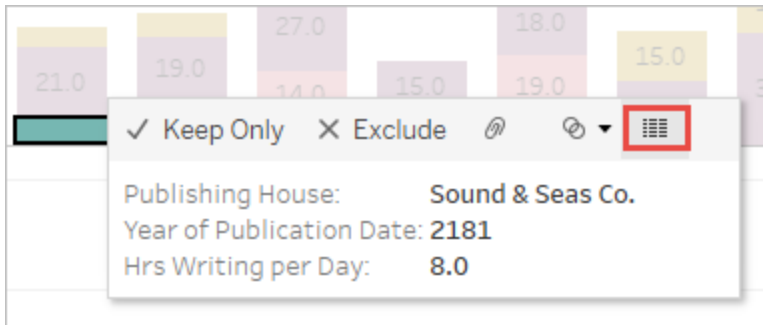 27.0 18.0
21.0 19.0 15.0
14.0 15.0 19.0
Keep Only Exclude
Publishing House: Sound & Seas Co.
Year of Publication Date: 2181
Hrs Writing per Day: 8.0